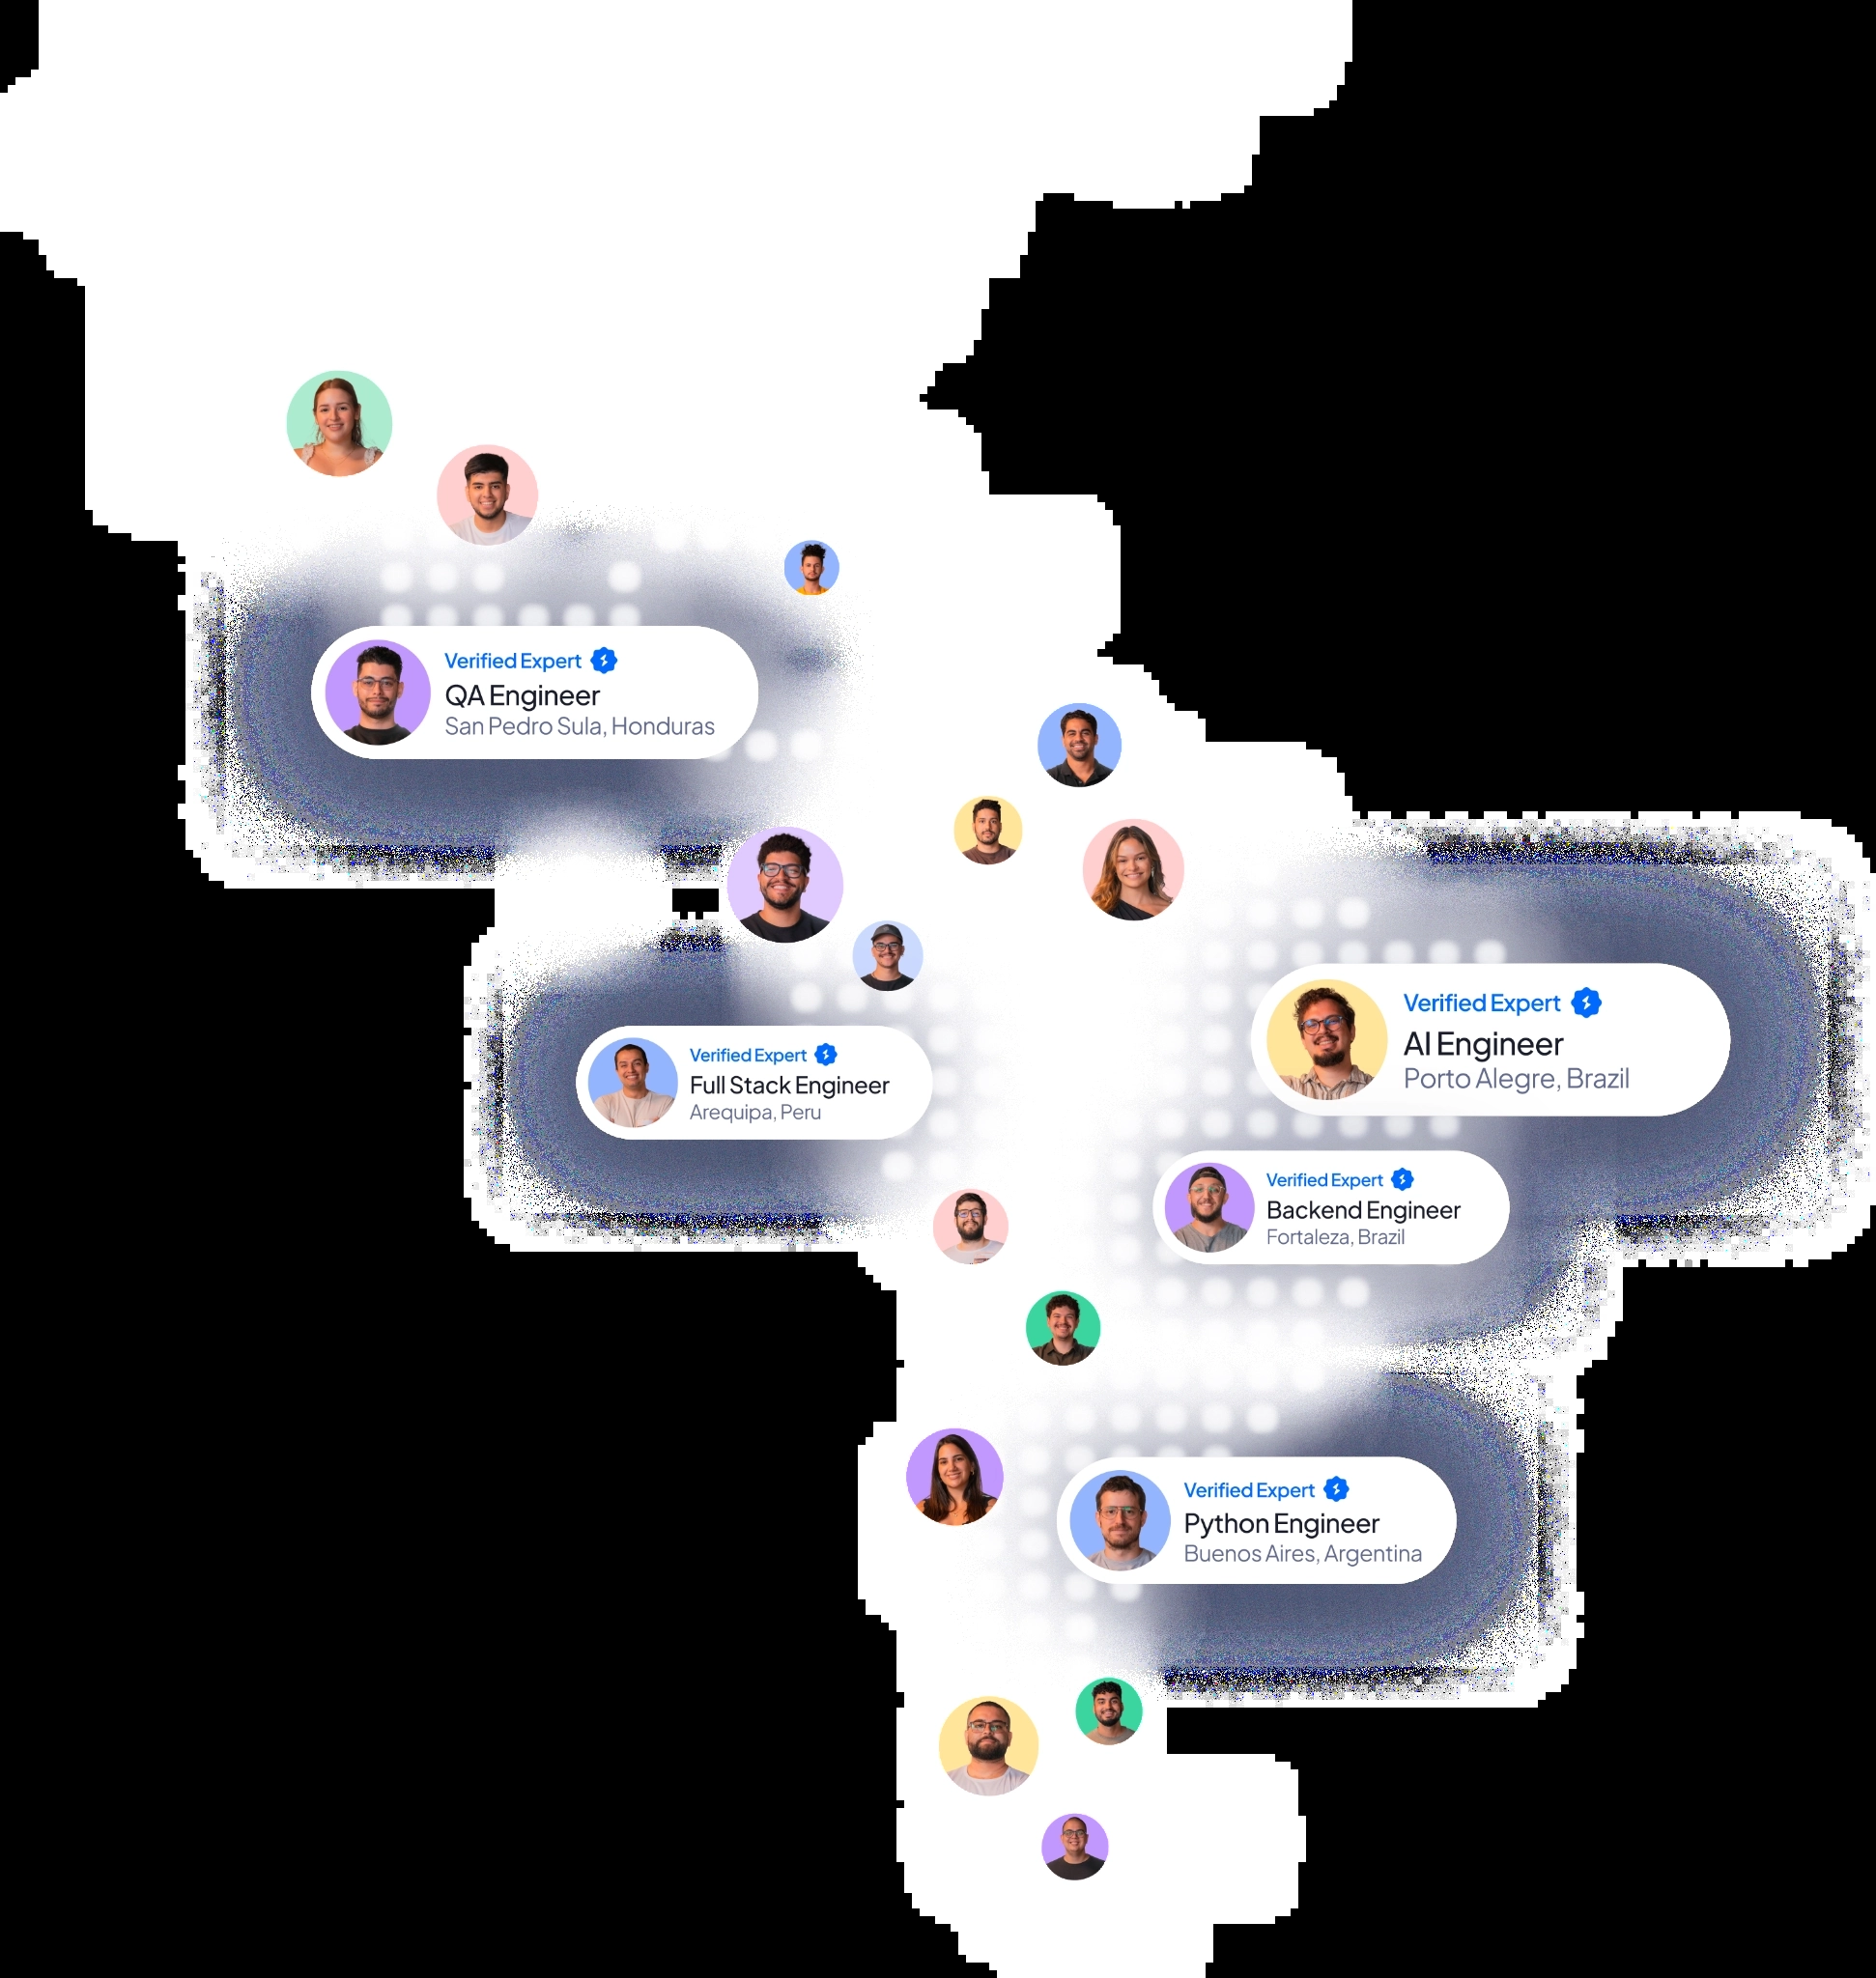 Verified Expert
QA Engineer
San Pedro Sula, Honduras
Verified Expert
AI Engineer
Porto Alegre, Brazil
Verified Expert
Full Stack Engineer
Arequipa, Peru
Verified Expert
Backend Engineer
Fortaleza, Brazil
Verified Expert
Python Engineer
Buenos Aires, Argentina